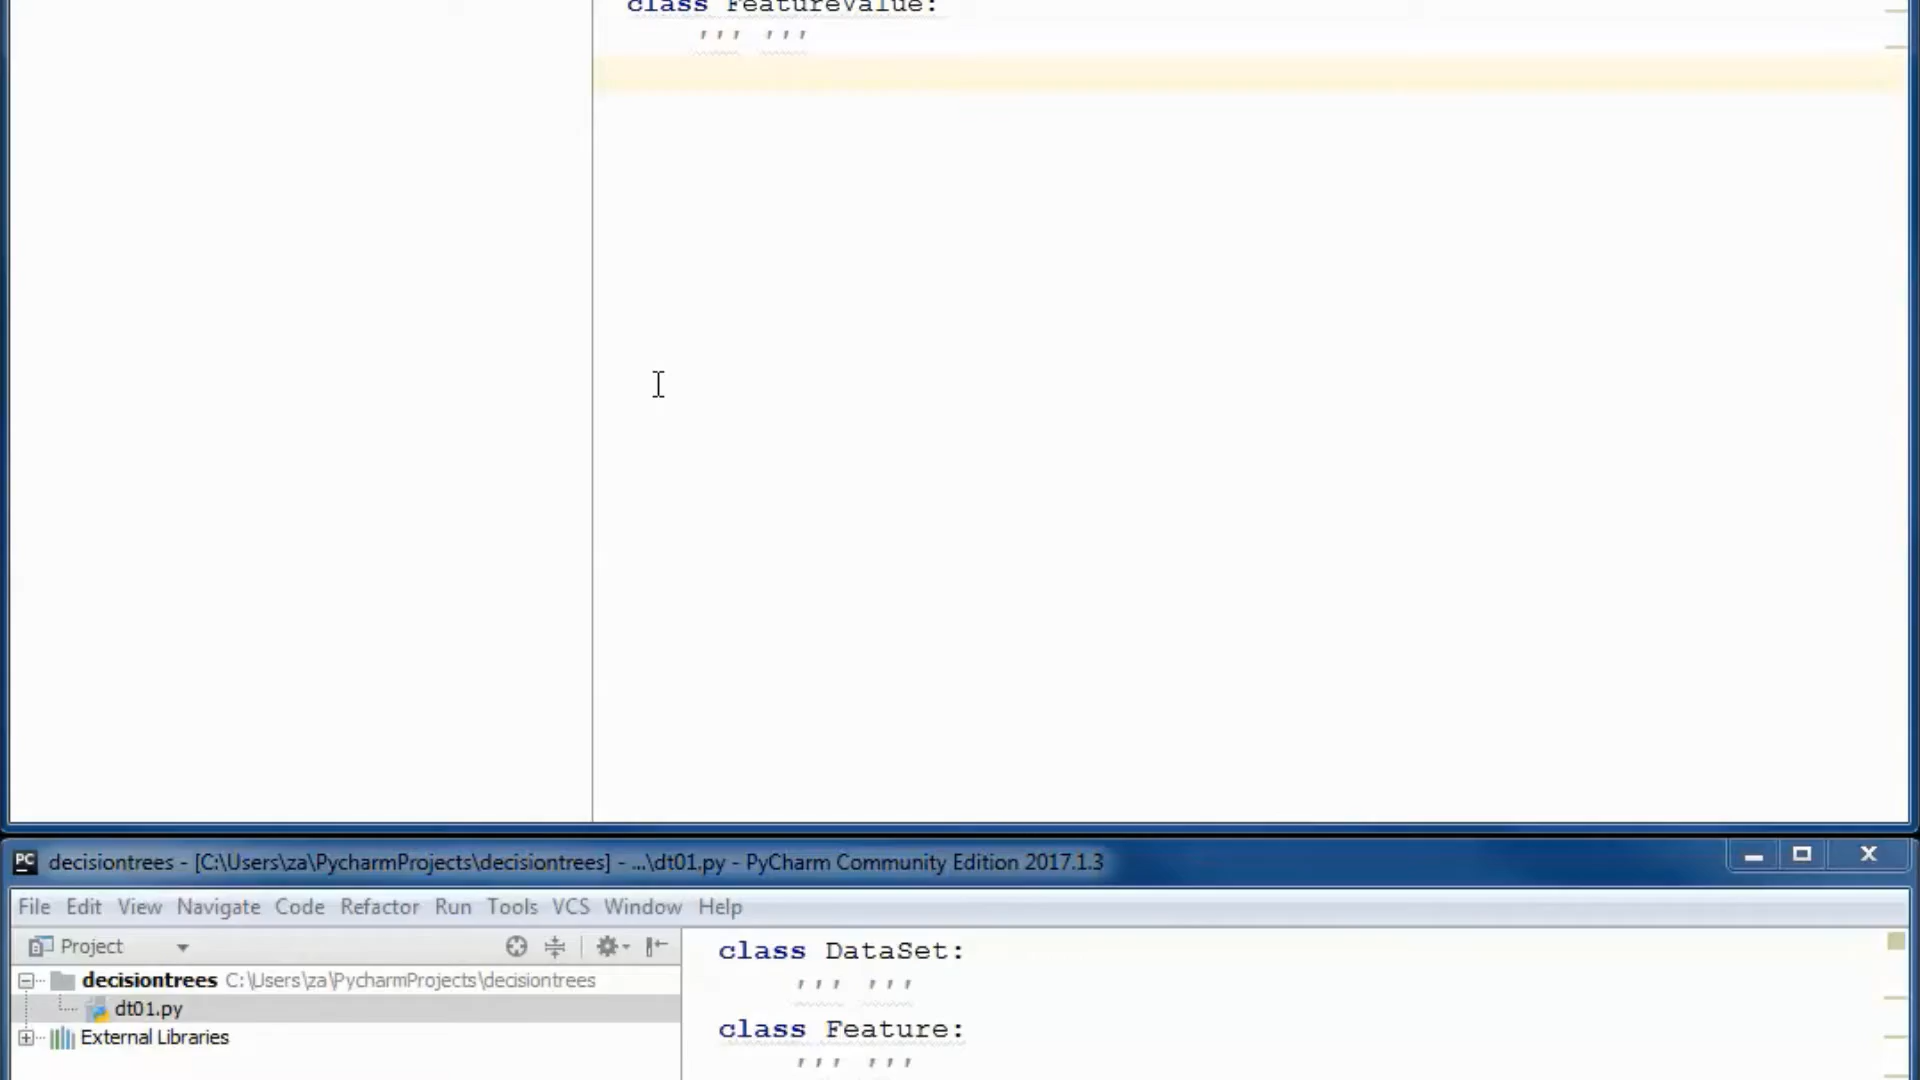 class FeatureValue:
''' '''
decisiontrees - [C:\Users\za\PycharmProjects\decisiontrees] - ...\dt01.py - PyCharm Community Edition 2017.1.3
File Edit View Navigate Code Refactor Run Tools VCS Window Help
Project
decisiontrees C:\Users\za\PycharmProjects\decisiontrees
dt01.py
External Libraries
class DataSet:
''' '''
class Feature:
''' '''